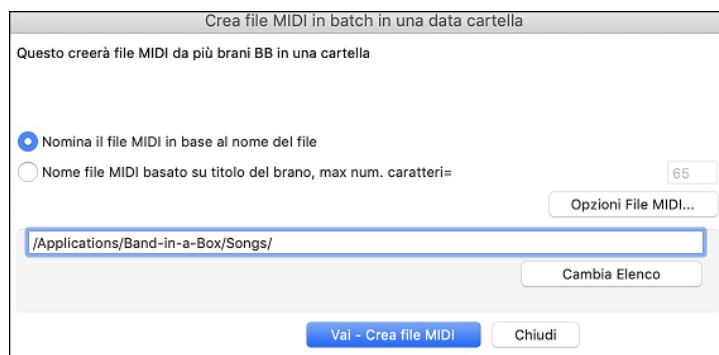 Crea file MIDI in batch in una data cartella
Questo creerà file MIDI da più brani BB in una cartella
Nomina il file MIDI in base al nome del file
Nome file MIDI basato su titolo del brano, max num. caratteri=
65
Opzioni File MIDI...
/Applications/Band-in-a-Box/Songs/
Cambia Elenco
Vai - Crea file MIDI
Chiudi